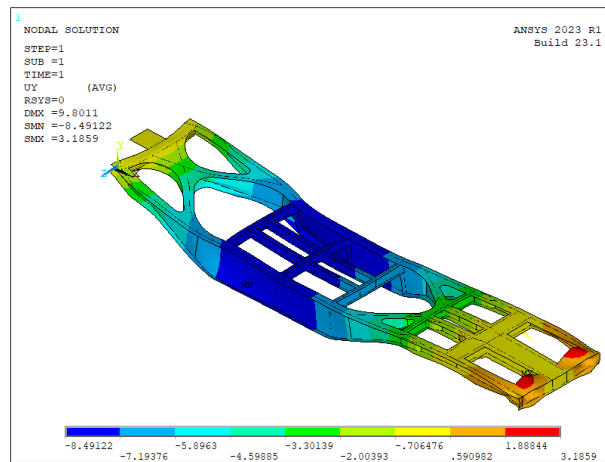 1
NODAL SOLUTION
STEP=1
SUB =1
TIME=1
UY (AVG)
RSYS=0
DMX =9.8011
SMN =-8.49122
SMX =3.1859
ANSYS 2023 R1
Build 23.1
Y
Z
MX
-8.49122 -5.8963 -3.30139 -.706476 1.88844
-7.19376 -4.59885 -2.00393 .590982 3.1859